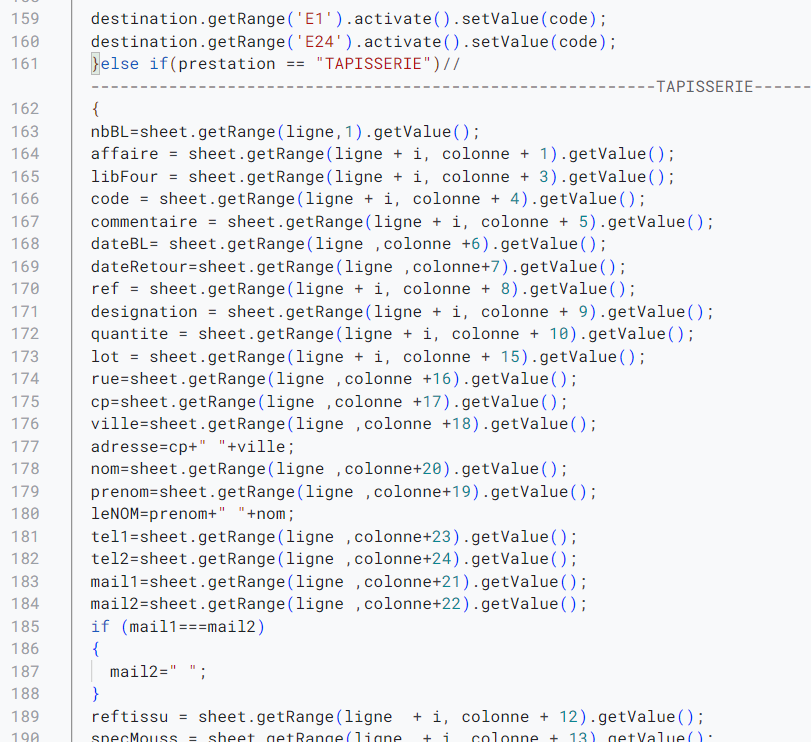 159 destination.getRange('E1').activate().setValue(code);
160 destination.getRange('E24').activate().setValue(code);
161 }else if(prestation == "TAPISSERIE")//
----------------------------------------------------------TAPISSERIE------
162 {
163 nbBL=sheet.getRange(ligne,1).getValue();
164 affaire = sheet.getRange(ligne + i, colonne + 1).getValue();
165 libFour = sheet.getRange(ligne + i, colonne + 3).getValue();
166 code = sheet.getRange(ligne + i, colonne + 4).getValue();
167 commentaire = sheet.getRange(ligne + i, colonne + 5).getValue();
168 dateBL= sheet.getRange(ligne ,colonne +6).getValue();
169 dateRetour=sheet.getRange(ligne ,colonne+7).getValue();
170 ref = sheet.getRange(ligne + i, colonne + 8).getValue();
171 designation = sheet.getRange(ligne + i, colonne + 9).getValue();
172 quantite = sheet.getRange(ligne + i, colonne + 10).getValue();
173 lot = sheet.getRange(ligne + i, colonne + 15).getValue();
174 rue=sheet.getRange(ligne ,colonne +16).getValue();
175 cp=sheet.getRange(ligne ,colonne +17).getValue();
176 ville=sheet.getRange(ligne ,colonne +18).getValue();
177 adresse=cp+" "+ville;
178 nom=sheet.getRange(ligne ,colonne+20).getValue();
179 prenom=sheet.getRange(ligne ,colonne+19).getValue();
180 leNOM=prenom+" "+nom;
181 tel1=sheet.getRange(ligne ,colonne+23).getValue();
182 tel2=sheet.getRange(ligne ,colonne+24).getValue();
183 mail1=sheet.getRange(ligne ,colonne+21).getValue();
184 mail2=sheet.getRange(ligne ,colonne+22).getValue();
185 if (mail1===mail2)
186 {
187   mail2=" ";
188 }
189 reftissu = sheet.getRange(ligne  + i, colonne + 12).getValue();
190 specMouss = sheet.getRange(ligne  + i, colonne + 13).getValue();